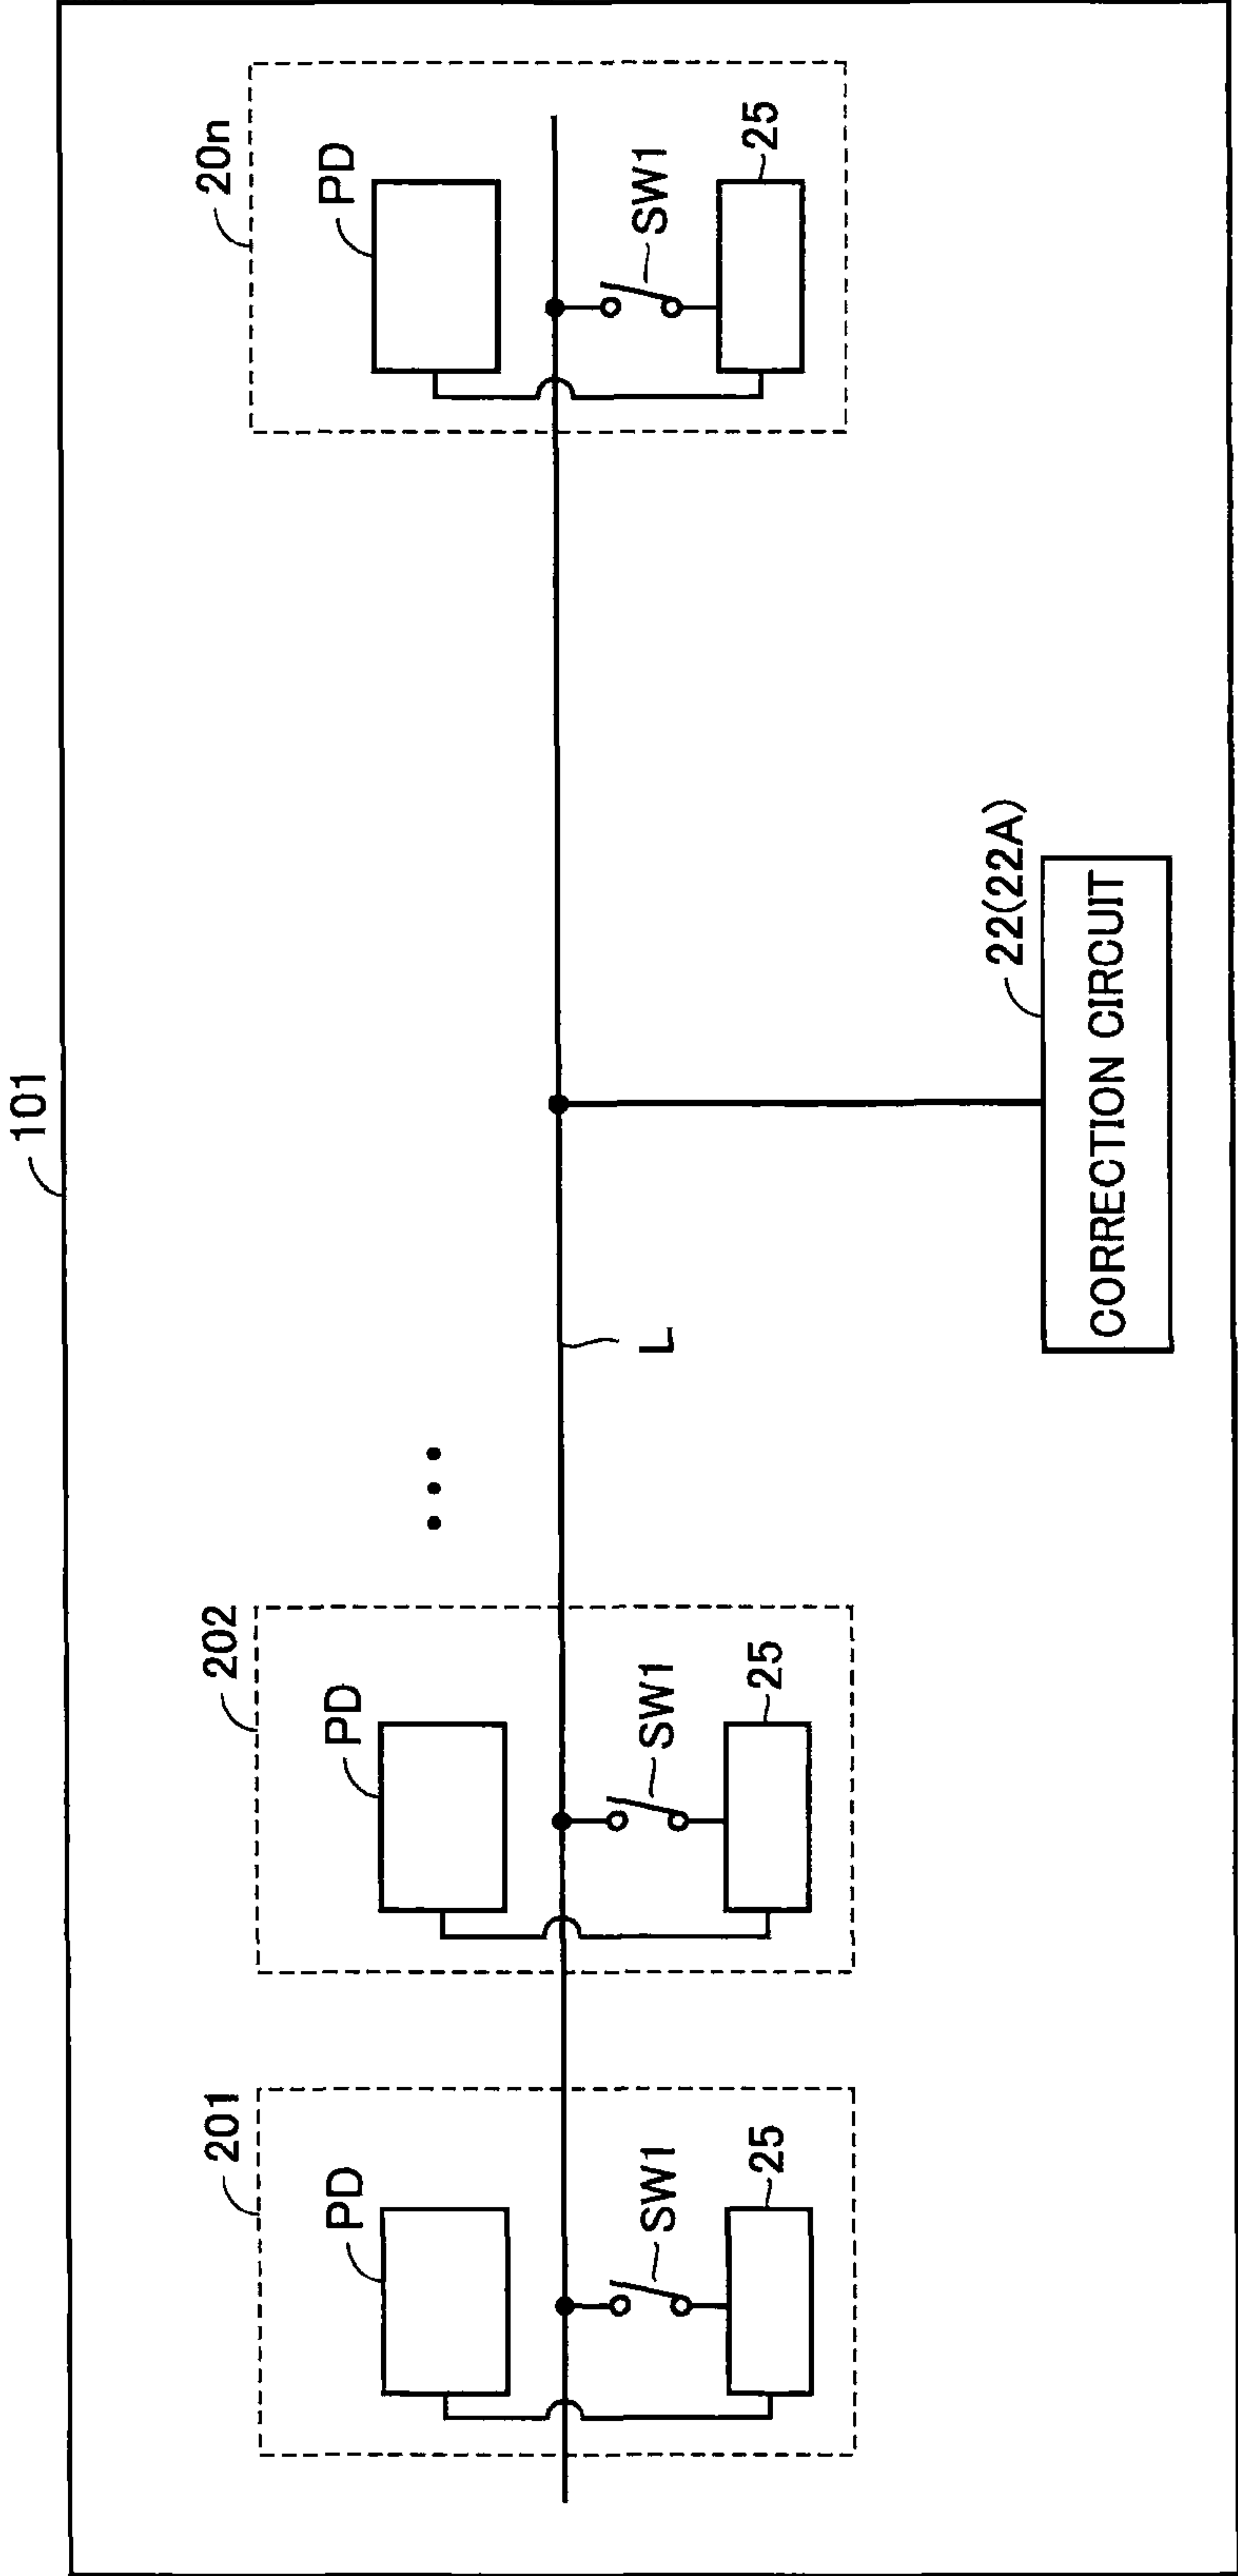 101
201
PD
SW1
25
202
PD
SW1
25
•••
L
20n
PD
SW1
25
22(22A)
CORRECTION CIRCUIT